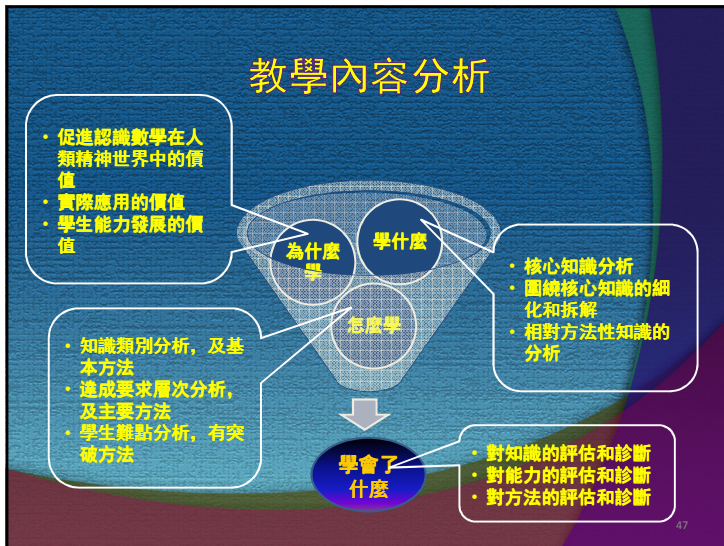 教學內容分析
• 促進認識數學在人
類精神世界中的價
值
• 實際應用的價值
• 學生能力發展的價
值
為什麼
學
學什麼
怎麼學
• 核心知識分析
• 圍繞核心知識的細
化和拆解
• 相對方法性知識的
分析
• 知識類別分析，及基
本方法
• 達成要求層次分析，
及主要方法
• 學生難點分析，有突
破方法
學會了
什麼
• 對知識的評估和診斷
• 對能力的評估和診斷
• 對方法的評估和診斷
47